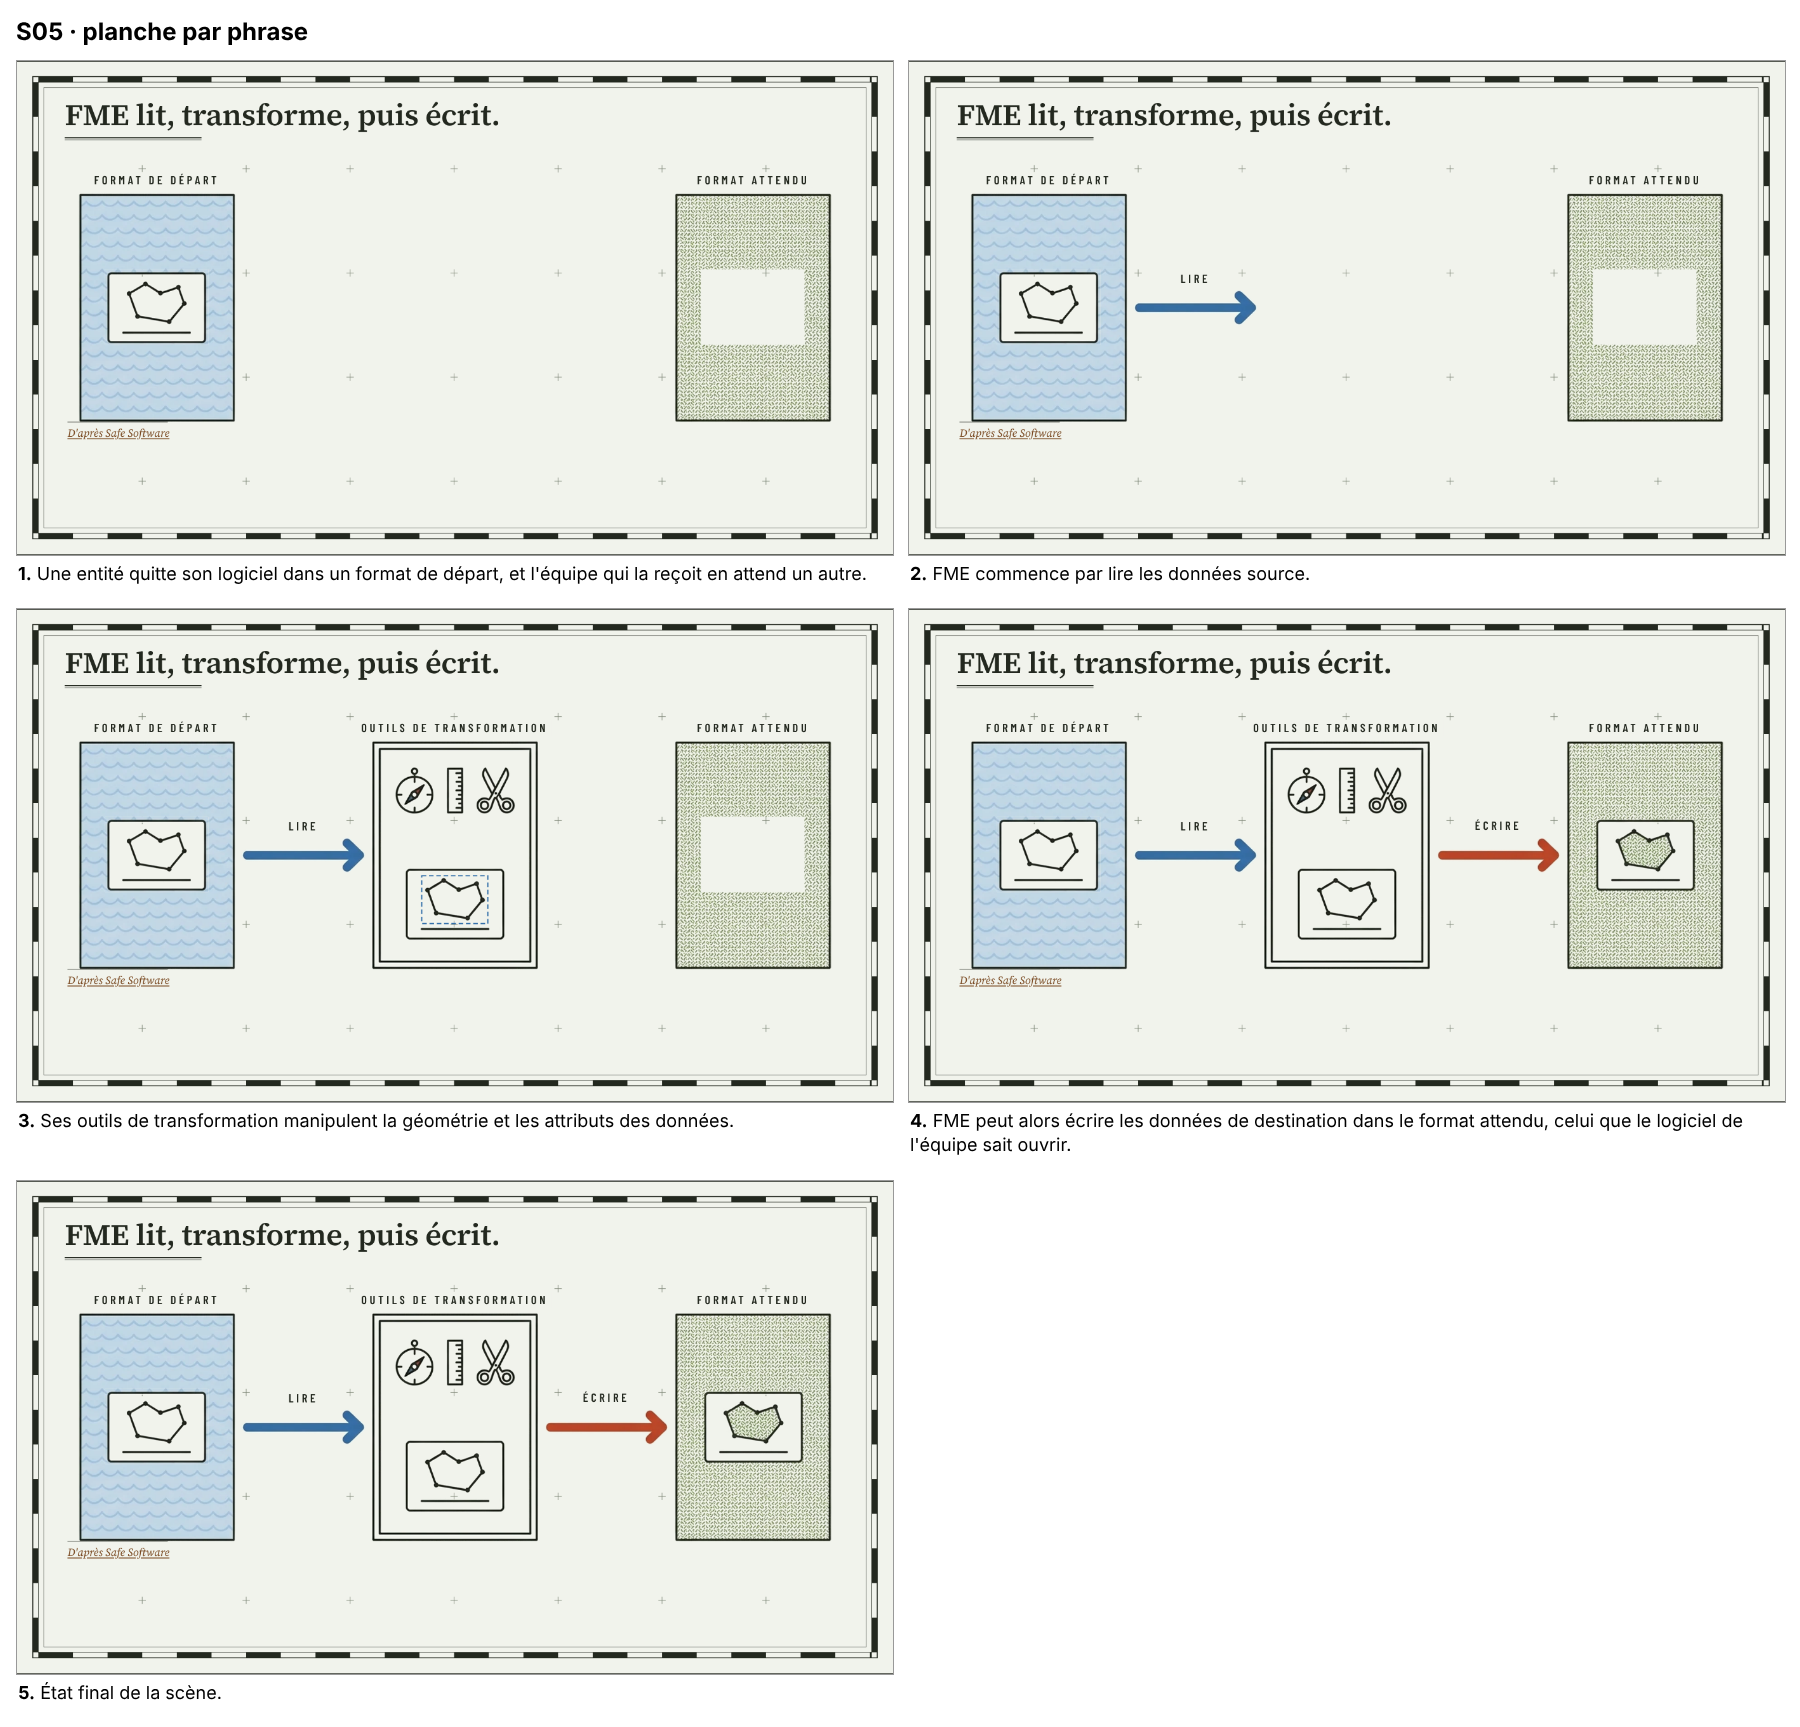 S05 · planche par phrase
FME lit, transforme, puis écrit.
FORMAT DE DÉPART
FORMAT ATTENDU
D'après Safe Software
1. Une entité quitte son logiciel dans un format de départ, et l'équipe qui la reçoit en attend un autre.
FME lit, transforme, puis écrit.
FORMAT DE DÉPART
FORMAT ATTENDU
LIRE
D'après Safe Software
2. FME commence par lire les données source.
FME lit, transforme, puis écrit.
FORMAT DE DÉPART
OUTILS DE TRANSFORMATION
FORMAT ATTENDU
LIRE
D'après Safe Software
3. Ses outils de transformation manipulent la géométrie et les attributs des données.
FME lit, transforme, puis écrit.
FORMAT DE DÉPART
OUTILS DE TRANSFORMATION
FORMAT ATTENDU
LIRE
ÉCRIRE
D'après Safe Software
4. FME peut alors écrire les données de destination dans le format attendu, celui que le logiciel de
l'équipe sait ouvrir.
FME lit, transforme, puis écrit.
FORMAT DE DÉPART
OUTILS DE TRANSFORMATION
FORMAT ATTENDU
LIRE
ÉCRIRE
D'après Safe Software
5. État final de la scène.